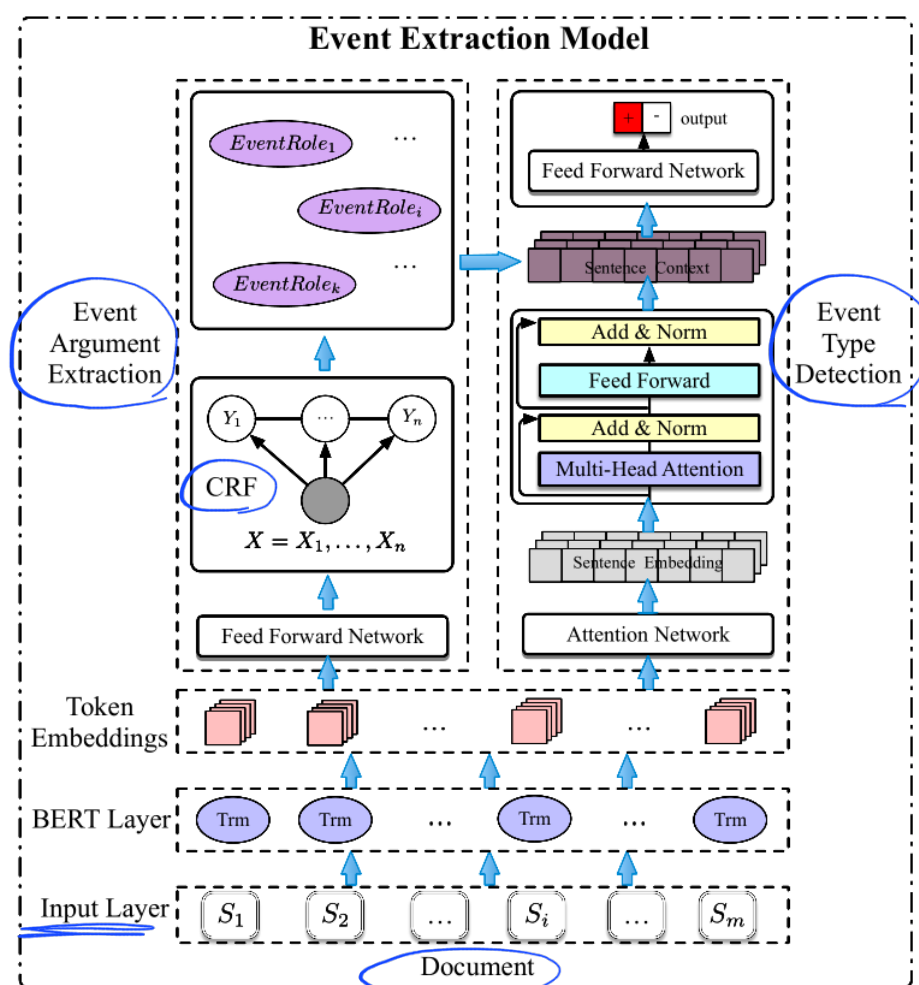 Event Extraction Model
EventRole₁ ...
EventRoleᵢ
EventRoleₖ ...
+ - output
Feed Forward Network
Sentence Context
Event
Argument
Extraction
Add & Norm
Feed Forward
Add & Norm
Multi-Head Attention
Event
Type
Detection
Y₁ ... Yₙ
CRF
X = X₁, . . . , Xₙ
Sentence Embedding
Feed Forward Network
Attention Network
Token
Embeddings
... ...
BERT Layer
Trm Trm ... Trm ... Trm
Input Layer
S₁ S₂ ... Sᵢ ... Sₘ
Document